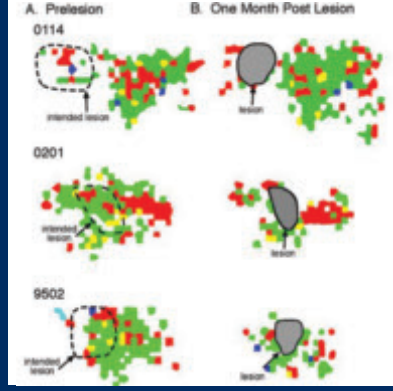 A. Prelesion B. One Month Post Lesion
0114
intended lesion
lesion
0201
intended
lesion
lesion
9502
intended
lesion
lesion